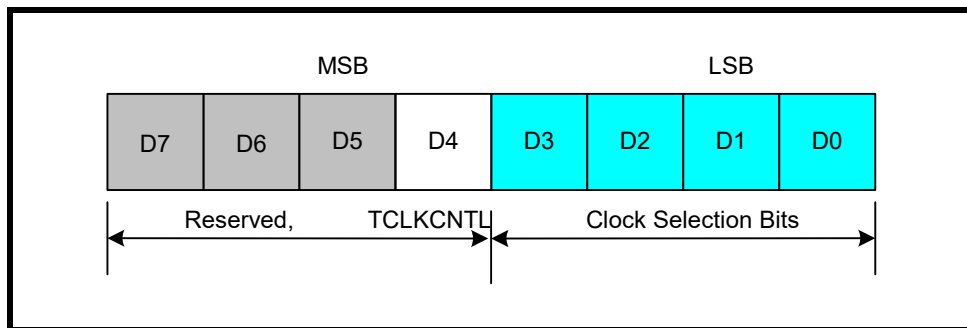 MSB LSB
D7 D6 D5 D4 D3 D2 D1 D0
Reserved, TCLKCNTL Clock Selection Bits